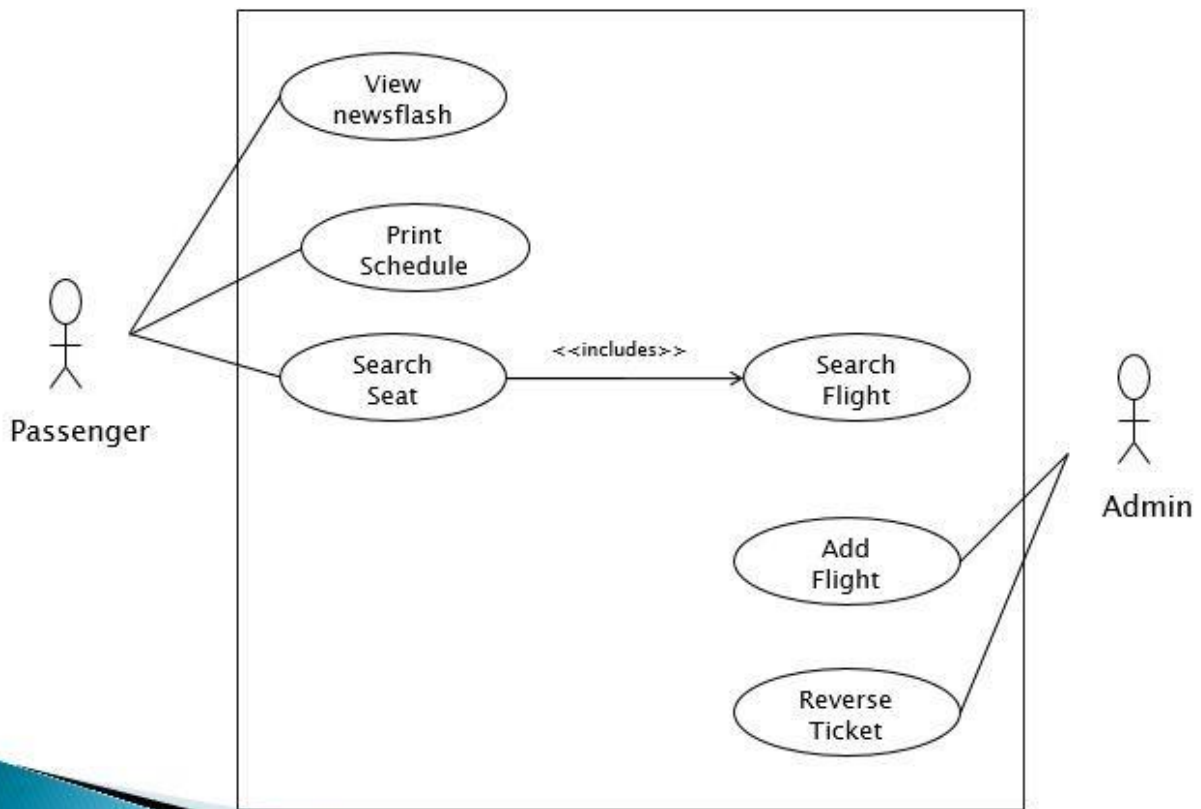 View
newsflash
Print
Schedule
Search
Seat
<<includes>>
Search
Flight
Passenger
Admin
Add
Flight
Reverse
Ticket